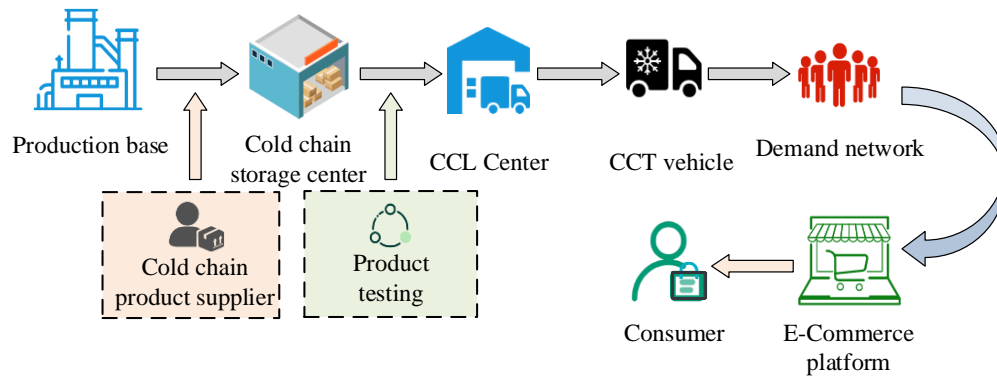 Production base
Cold chain
storage center
CCL Center
CCT vehicle
Demand network
Cold chain
product supplier
Product
testing
Consumer
E-Commerce
platform